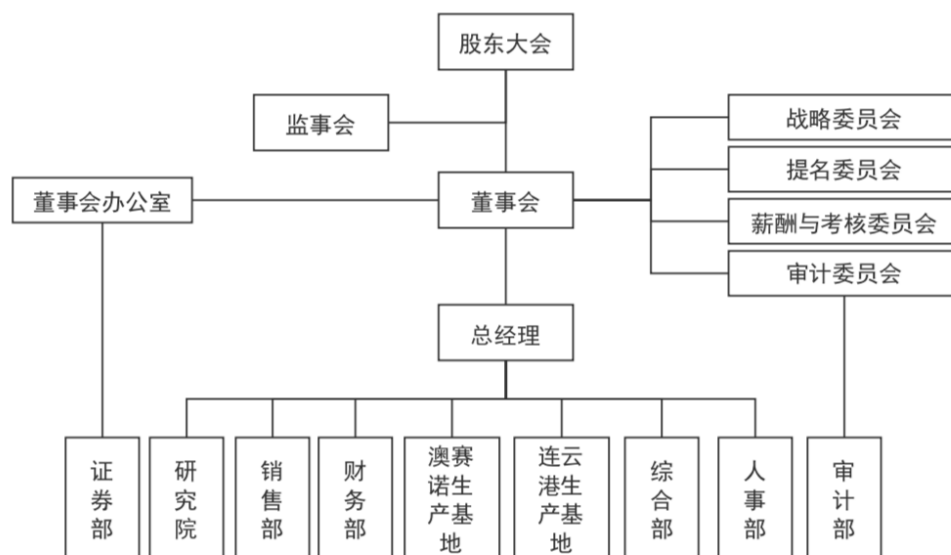 股东大会
监事会
战略委员会
提名委员会
董事会办公室
董事会
薪酬与考核委员会
审计委员会
总经理
证券部
研究院
销售部
财务部
澳赛
诺生
产基
地
连云
港生
产基
地
综合部
人事部
审计部